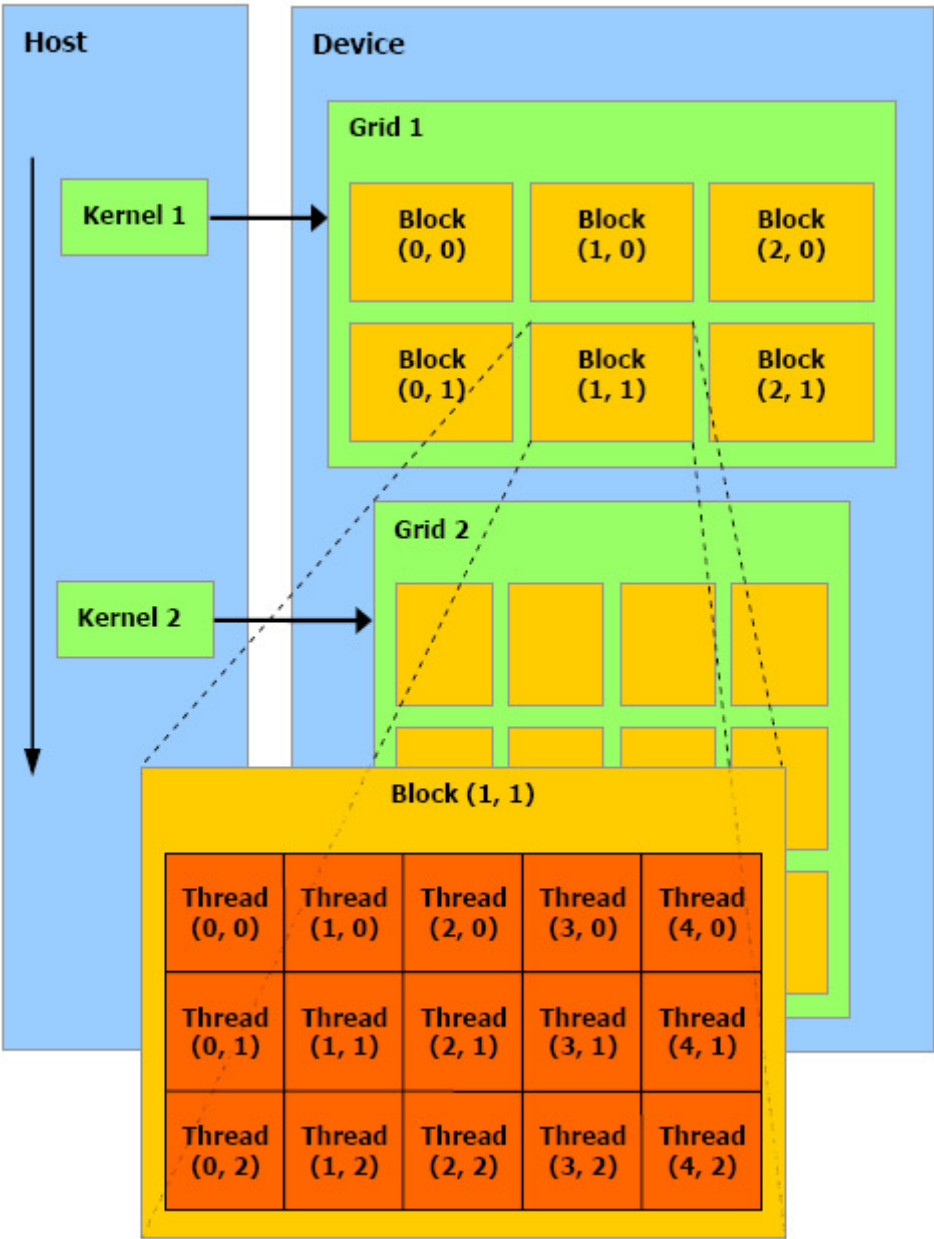 Host
Device
Grid 1
Kernel 1
Block
(0, 0)
Block
(1, 0)
Block
(2, 0)
Block
(0, 1)
Block
(1, 1)
Block
(2, 1)
Grid 2
Kernel 2
Block (1, 1)
Thread
(0, 0)
Thread
(1, 0)
Thread
(2, 0)
Thread
(3, 0)
Thread
(4, 0)
Thread
(0, 1)
Thread
(1, 1)
Thread
(2, 1)
Thread
(3, 1)
Thread
(4, 1)
Thread
(0, 2)
Thread
(1, 2)
Thread
(2, 2)
Thread
(3, 2)
Thread
(4, 2)